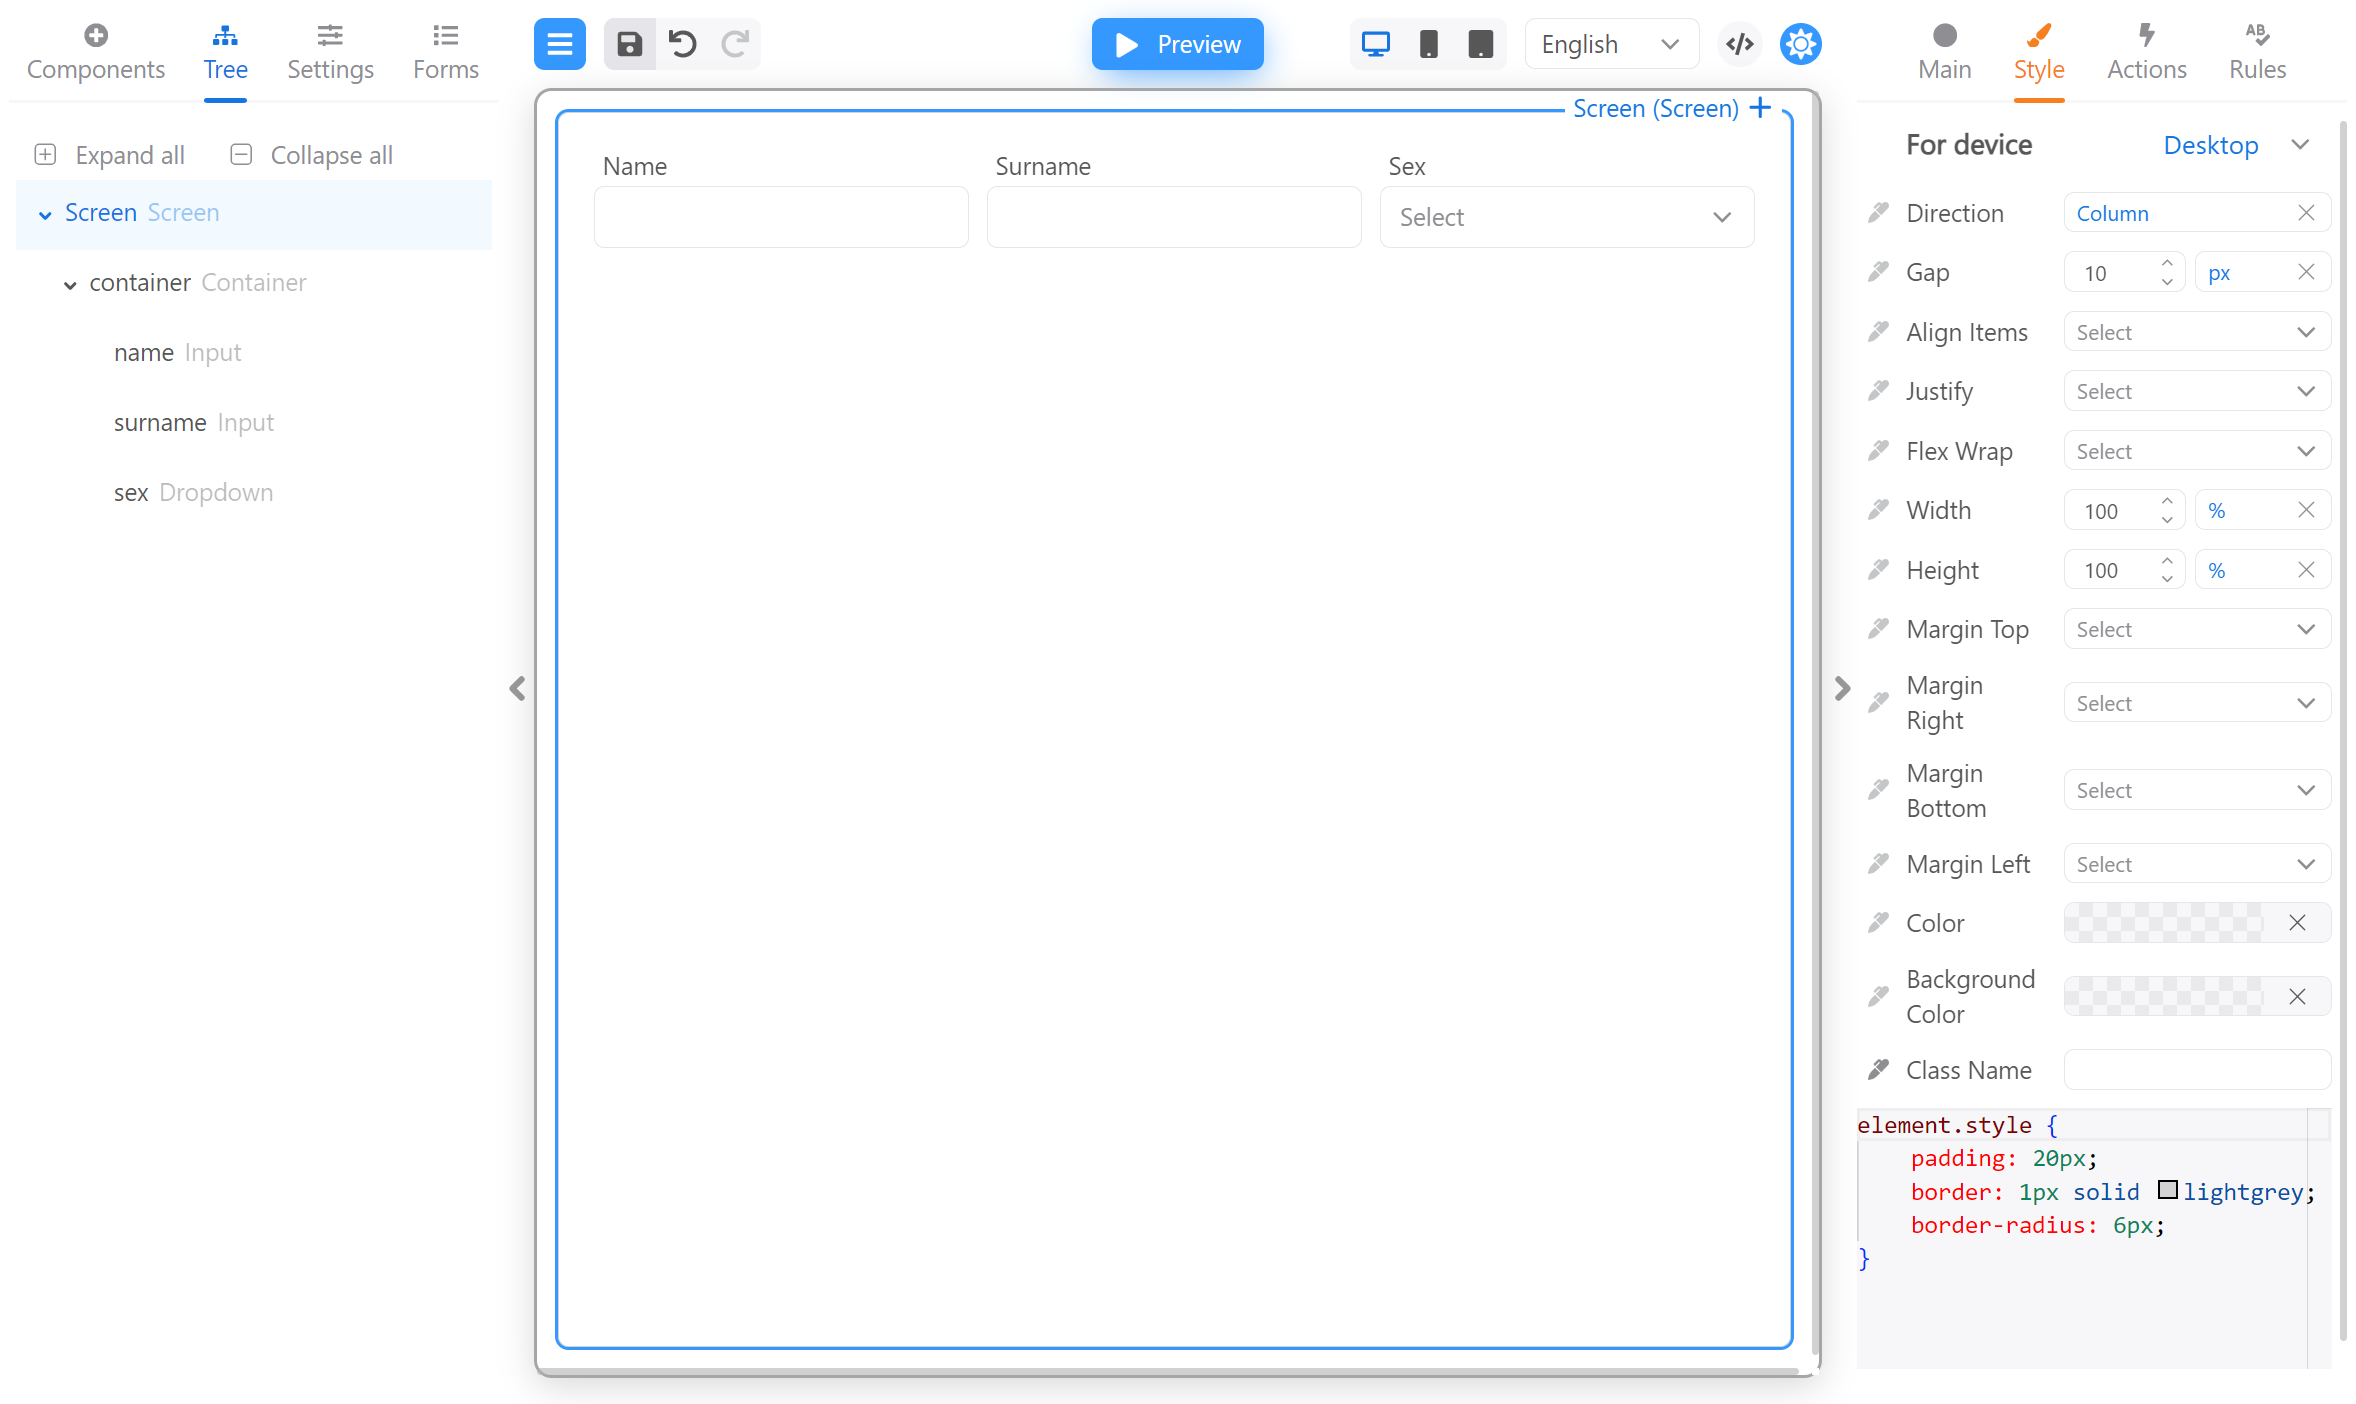 Components
Tree
Settings
Forms
Preview
English
Main
Style
Actions
Rules
Expand all
Collapse all
Screen Screen
container Container
name Input
surname Input
sex Dropdown
Screen (Screen)
Name
Surname
Sex
Select
For device
Desktop
Direction
Column
Gap
10
px
Align Items
Select
Justify
Select
Flex Wrap
Select
Width
100
%
Height
100
%
Margin Top
Select
Margin
Right
Select
Margin
Bottom
Select
Margin Left
Select
Color
Background
Color
Class Name
element.style {
padding: 20px;
border: 1px solid lightgrey;
border-radius: 6px;
}